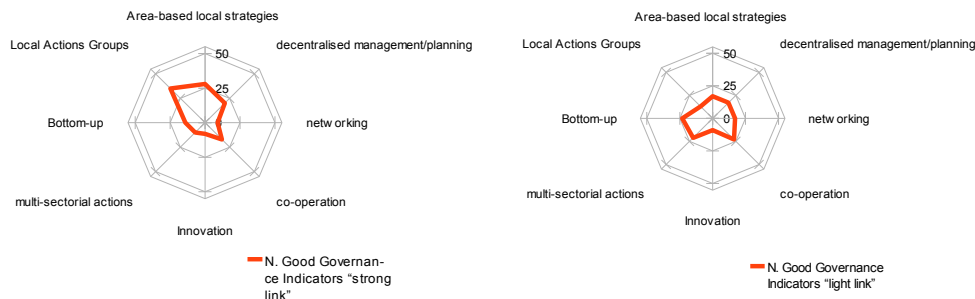 Area-based local strategies
Local Actions Groups
50
decentralised management/planning
25
Bottom-up
0
netw orking
multi-sectorial actions
co-operation
Innovation
N. Good Governan-
ce Indicators "strong
link"
Area-based local strategies
Local Actions Groups
50
decentralised management/planning
25
Bottom-up
0
netw orking
multi-sectorial actions
co-operation
Innovation
N. Good Governance
Indicators "light link"